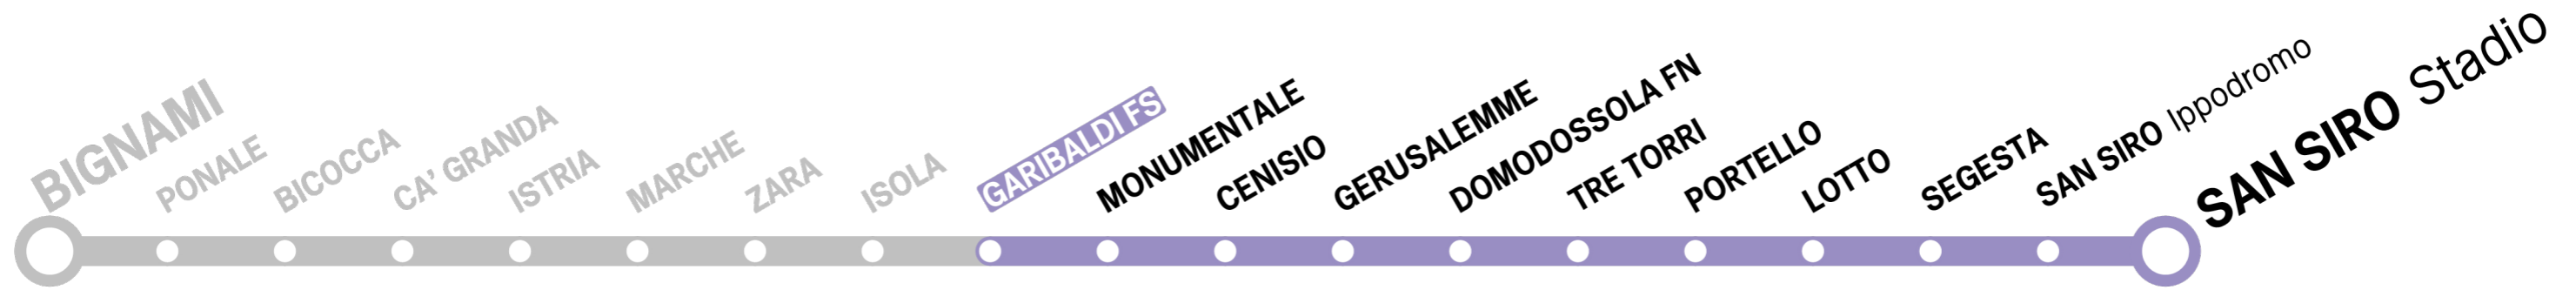 BIGNAMI
PONALE
BICOCCA
CA’ GRANDA
ISTRIA
MARCHE
ZARA
ISOLA
GARIBALDI FS
MONUMENTALE
CENISIO
GERUSALEMME
DOMODOSSOLA FN
TRE TORRI
PORTELLO
LOTTO
SEGESTA
SAN SIRO Ippodromo
SAN SIRO Stadio